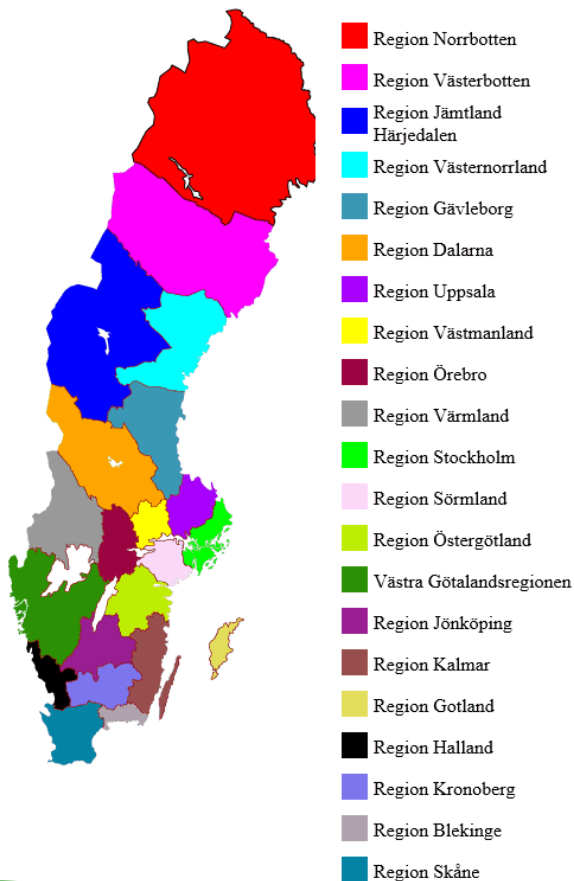 Region Norrbotten
Region Västerbotten
Region Jämtland
Härjedalen
Region Västernorrland
Region Gävleborg
Region Dalarna
Region Uppsala
Region Västmanland
Region Örebro
Region Värmland
Region Stockholm
Region Sörmland
Region Östergötland
Västra Götalandsregionen
Region Jönköping
Region Kalmar
Region Gotland
Region Halland
Region Kronoberg
Region Blekinge
Region Skåne